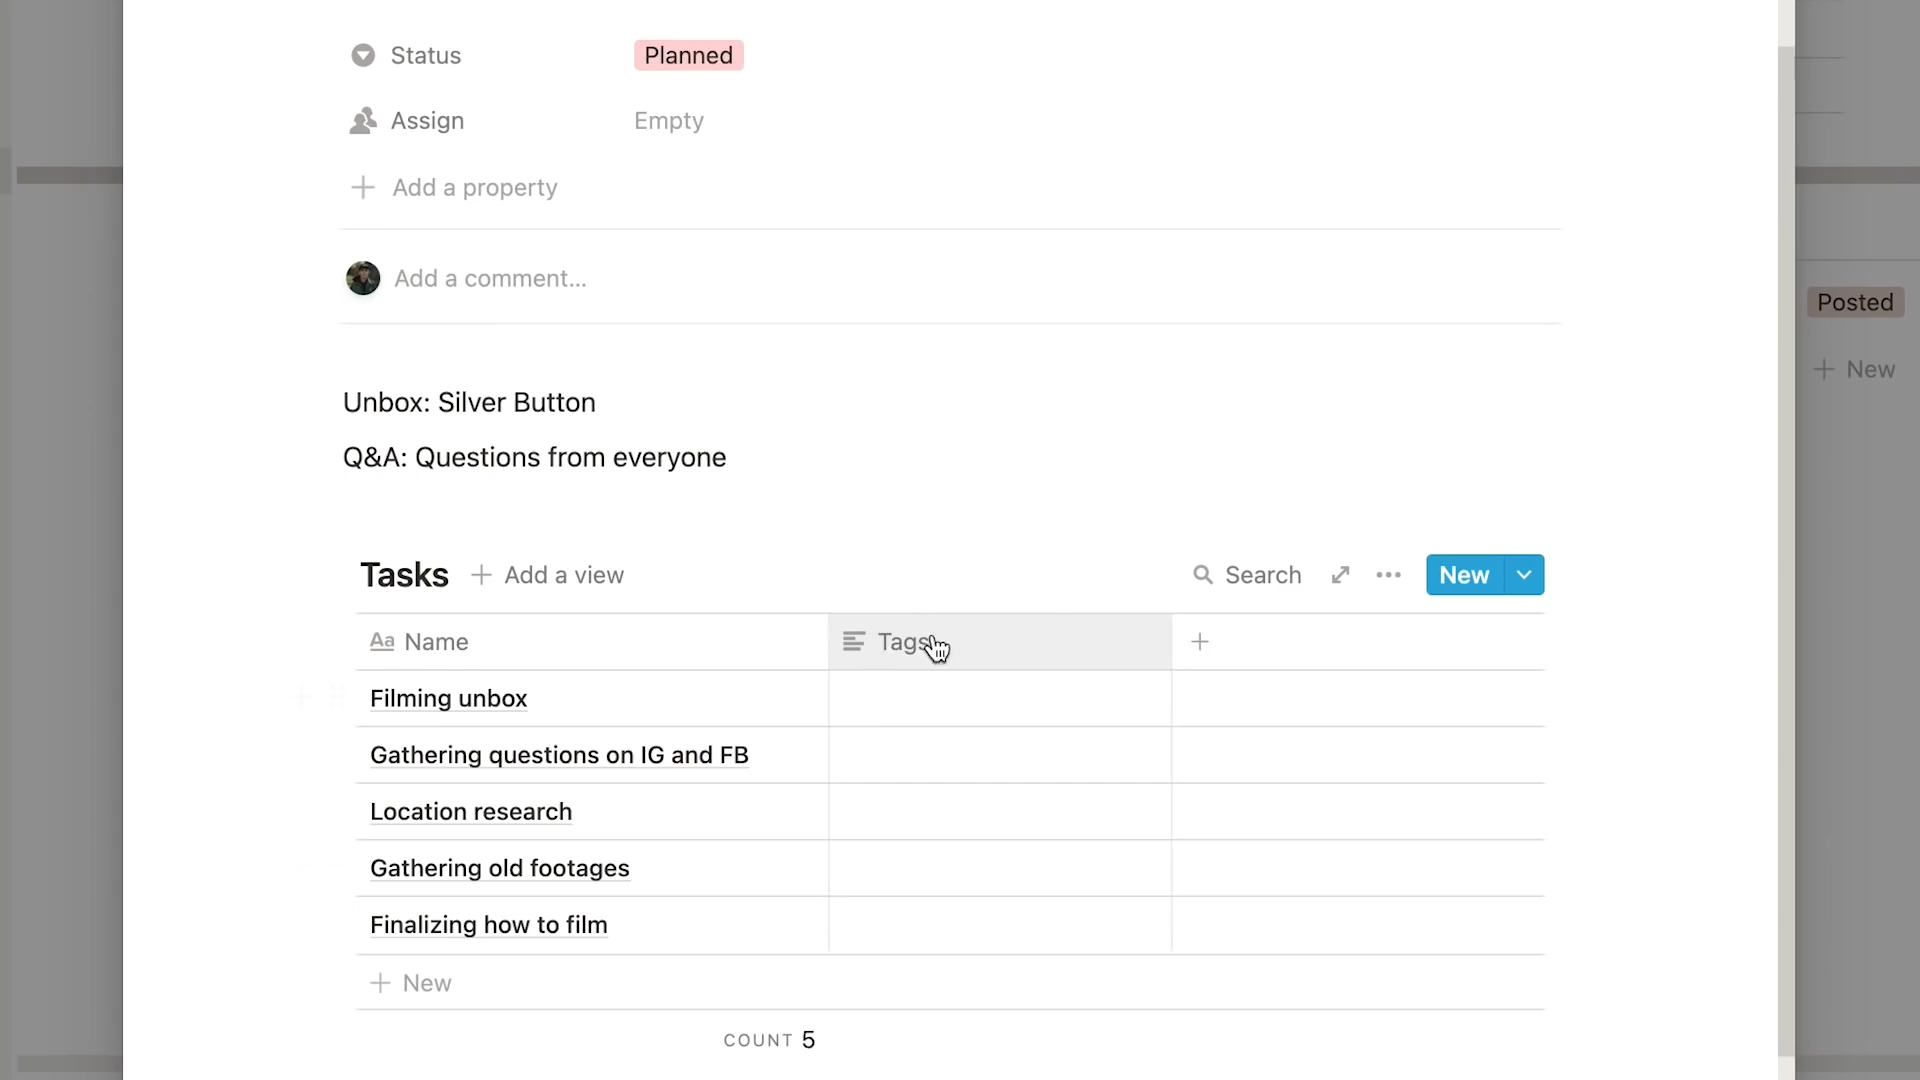 Status Planned
Assign Empty
Add a property
Add a comment...
Posted
New
Unbox: Silver Button
Q&A: Questions from everyone
Tasks Add a view Search New
Aa Name Tags
Filming unbox
Gathering questions on IG and FB
Location research
Gathering old footages
Finalizing how to film
New
COUNT 5